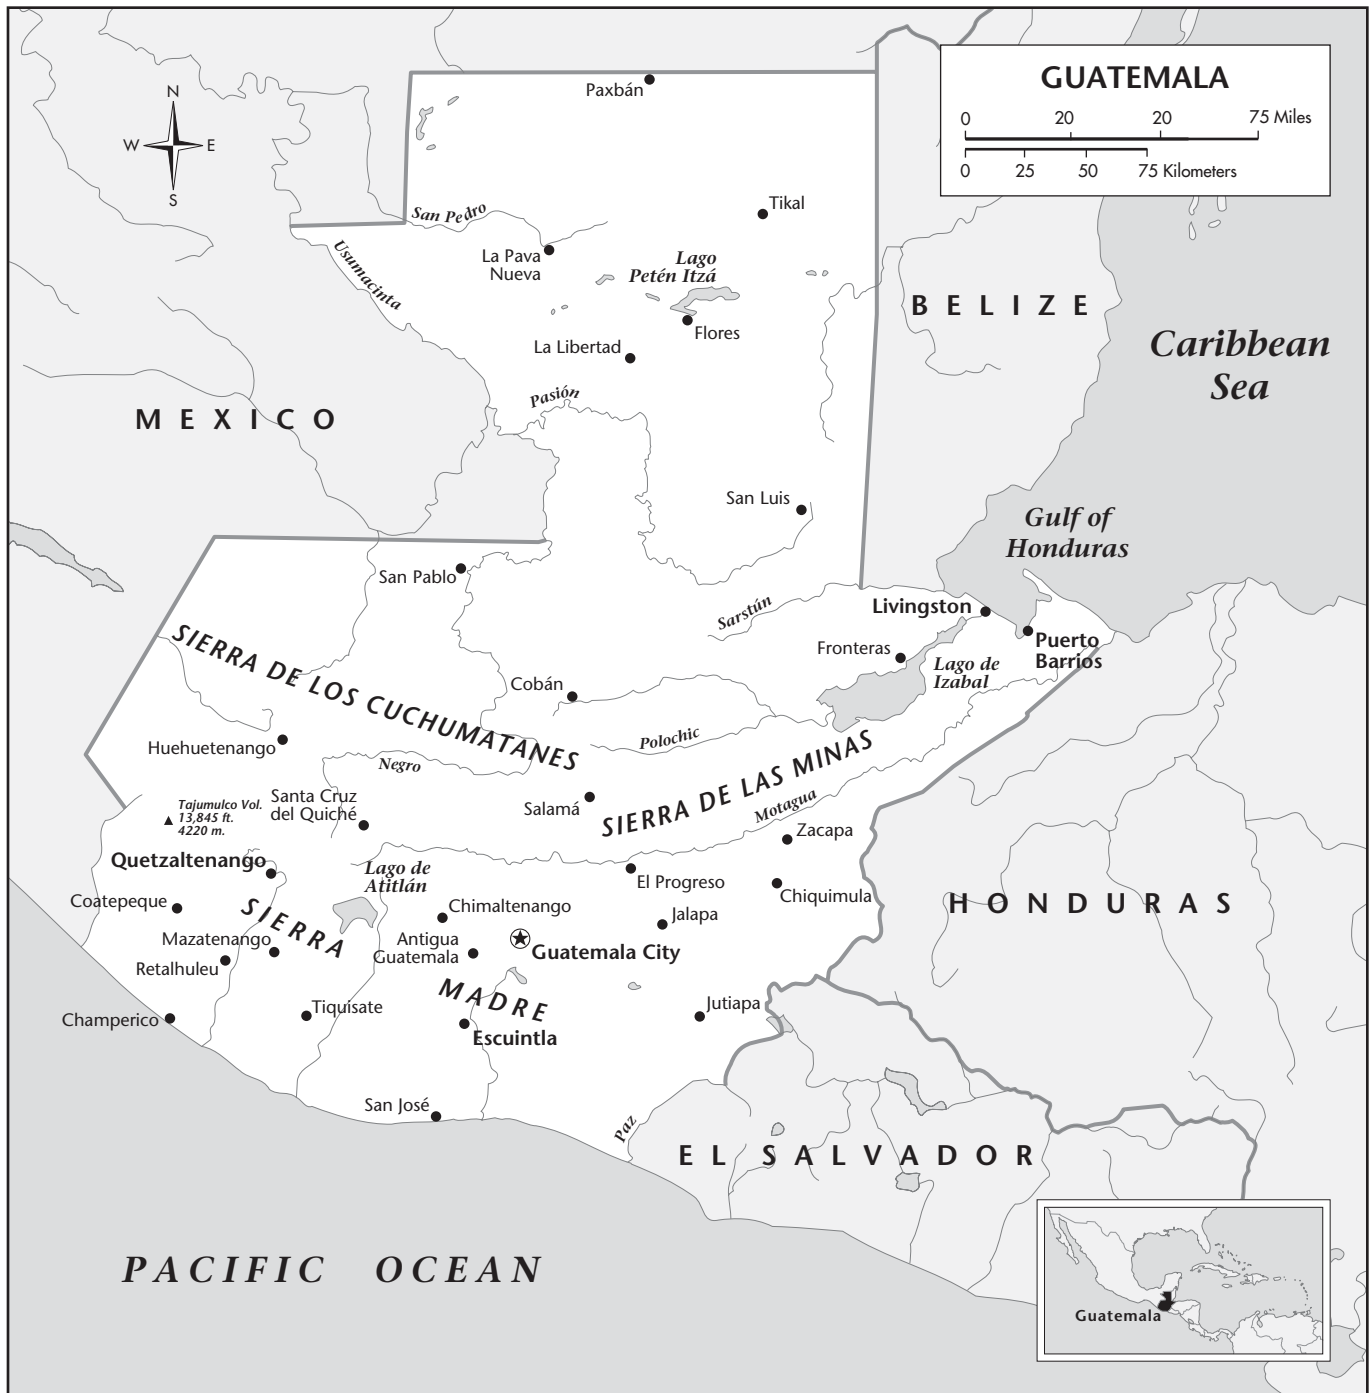 GUATEMALA
0 20 20 75 Miles
0 25 50 75 Kilometers
N
W E
S
Paxbán
Tikal
San Pedro
La Pava
Nueva
Usumacinta
Lago
Petén Itzá
Flores
La Libertad
BELIZE
Caribbean
Sea
MEXICO
Pasión
San Luis
Gulf of
Honduras
San Pablo
Sarstún
Livingston
Puerto
Barrios
Fronteras
Lago de
Izabal
SIERRA DE LOS CUCHUMATANES
Cobán
Polochic
Huehuetenango
Negro
SIERRA DE LAS MINAS
Motagua
Salamá
Santa Cruz
del Quiché
Tajumulco Vol.
13,845 ft.
4220 m.
Zacapa
Quetzaltenango
Lago de
Atitlán
El Progreso
Chiquimula
Coatepeque
SIERRA
MADRE
Chimaltenango
Jalapa
HONDURAS
Mazatenango
Antigua
Guatemala
Guatemala City
Retalhuleu
Champerico
Tiquisate
Jutiapa
Escuintla
San José
Paz
EL SALVADOR
PACIFIC OCEAN
Guatemala